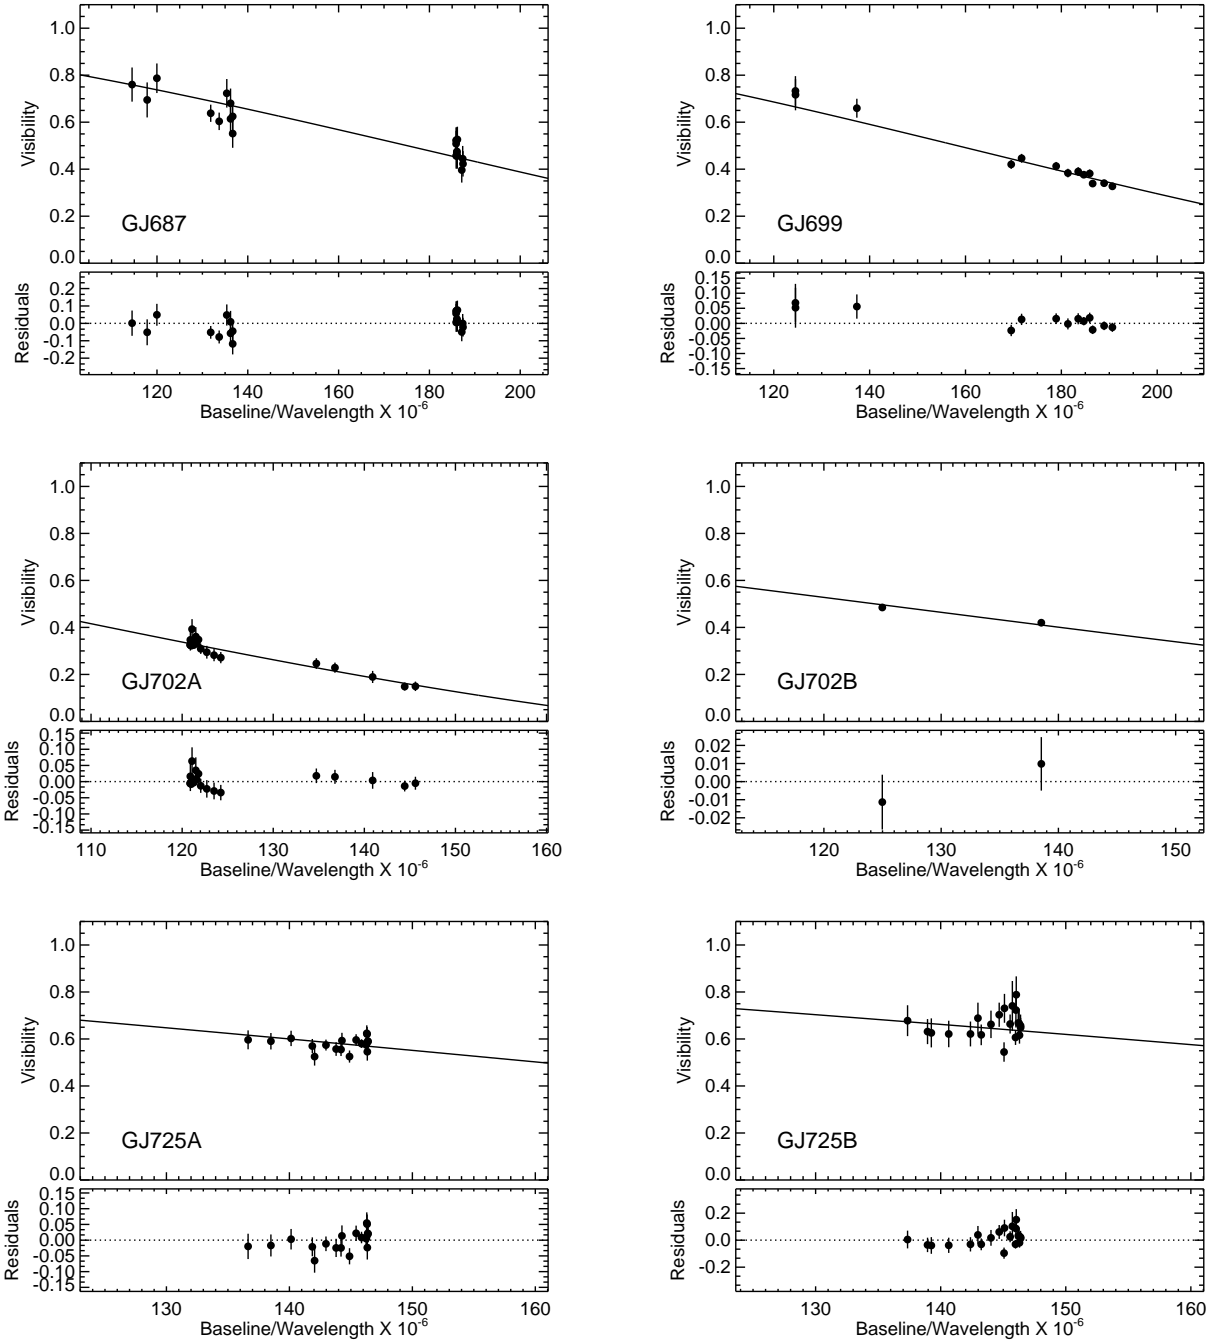 1.0
0.8
0.6
0.4
0.2
0.0
Visibility
GJ687
0.2
0.1
0.0
-0.1
-0.2
Residuals
120 140 160 180 200
Baseline/Wavelength X 10-6
1.0
0.8
0.6
0.4
0.2
0.0
Visibility
GJ699
0.15
0.10
0.05
0.00
-0.05
-0.10
-0.15
Residuals
120 140 160 180 200
Baseline/Wavelength X 10-6
1.0
0.8
0.6
0.4
0.2
0.0
Visibility
GJ702A
0.15
0.10
0.05
0.00
-0.05
-0.10
-0.15
Residuals
110 120 130 140 150 160
Baseline/Wavelength X 10-6
1.0
0.8
0.6
0.4
0.2
0.0
Visibility
GJ702B
0.02
0.01
0.00
-0.01
-0.02
Residuals
120 130 140 150
Baseline/Wavelength X 10-6
1.0
0.8
0.6
0.4
0.2
0.0
Visibility
GJ725A
0.15
0.10
0.05
0.00
-0.05
-0.10
-0.15
Residuals
130 140 150 160
Baseline/Wavelength X 10-6
1.0
0.8
0.6
0.4
0.2
0.0
Visibility
GJ725B
0.2
0.0
-0.2
Residuals
130 140 150 160
Baseline/Wavelength X 10-6